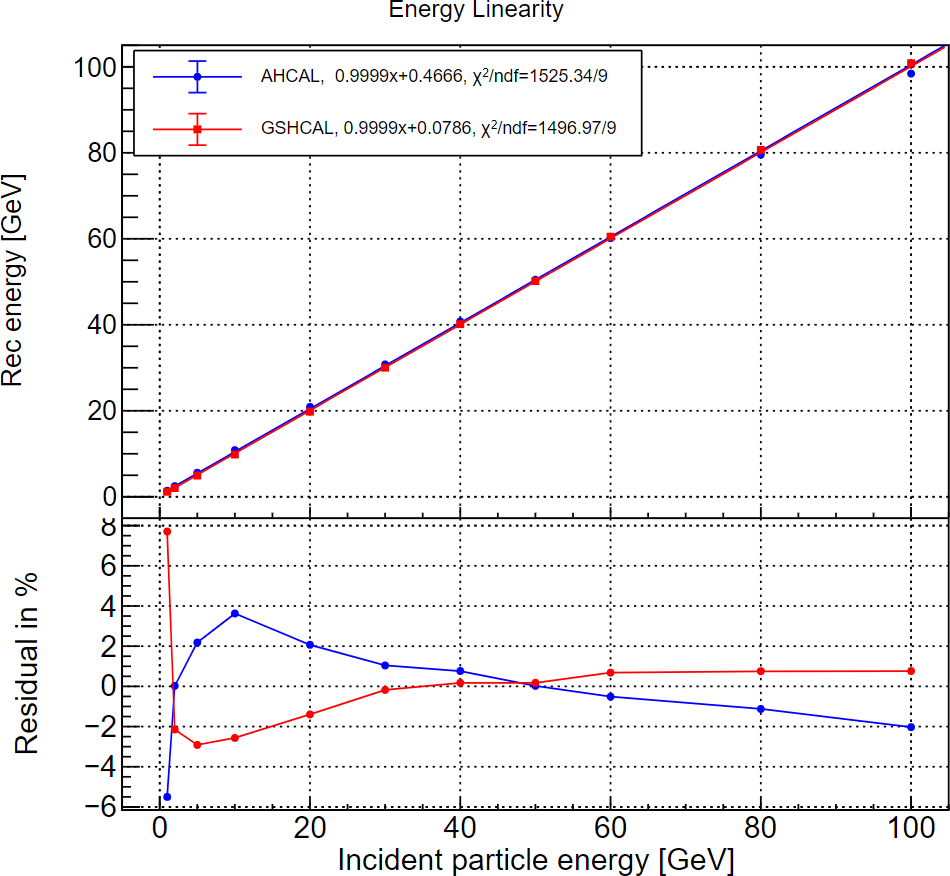 Energy Linearity
AHCAL, 0.9999x+0.4666, χ²/ndf=1525.34/9
GSHCAL, 0.9999x+0.0786, χ²/ndf=1496.97/9
Rec energy [GeV]
100
80
60
40
20
0
Residual in %
8
6
4
2
0
−2
−4
−6
0 20 40 60 80 100
Incident particle energy [GeV]